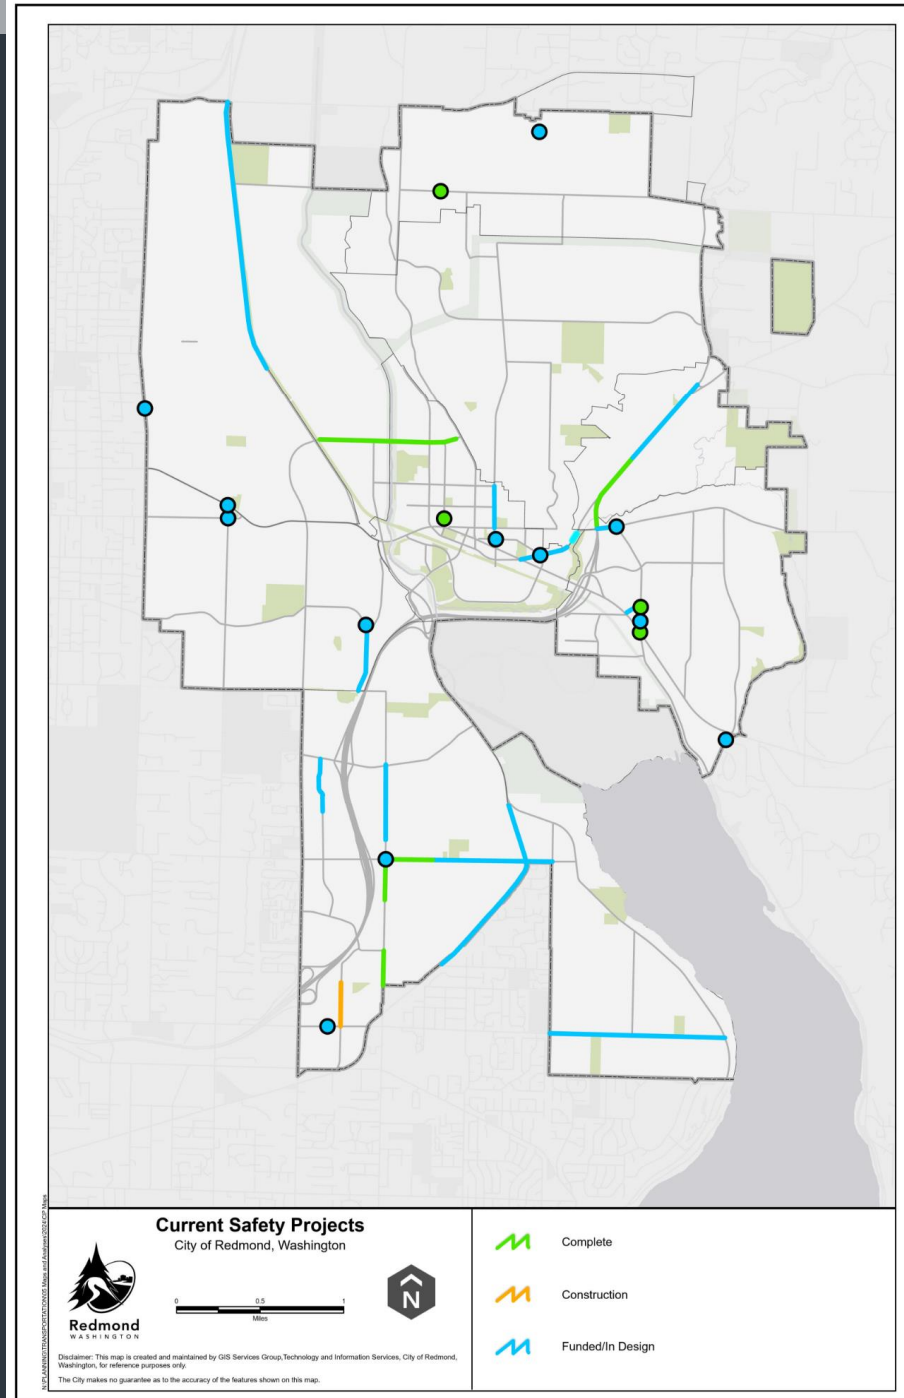 Current Safety Projects
City of Redmond, Washington
Redmond
WASHINGTON
0 0.5 1
Miles
N
Disclaimer: This map is created and maintained by GIS Services Group,Technology and Information Services, City of Redmond,
Washington, for reference purposes only.
The City makes no guarantee as to the accuracy of the features shown on this map.
Complete
Construction
Funded/In Design